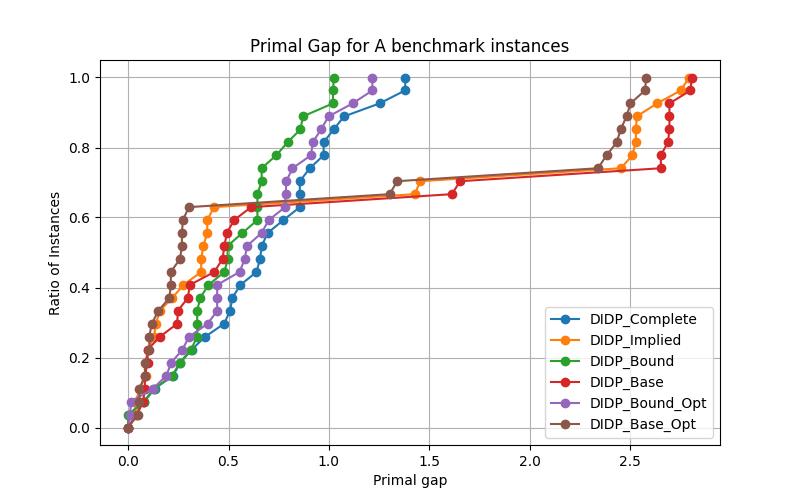 Primal Gap for A benchmark instances
Ratio of Instances
1.0
0.8
0.6
0.4
0.2
0.0
DIDP_Complete
DIDP_Implied
DIDP_Bound
DIDP_Base
DIDP_Bound_Opt
DIDP_Base_Opt
0.0 0.5 1.0 1.5 2.0 2.5
Primal gap